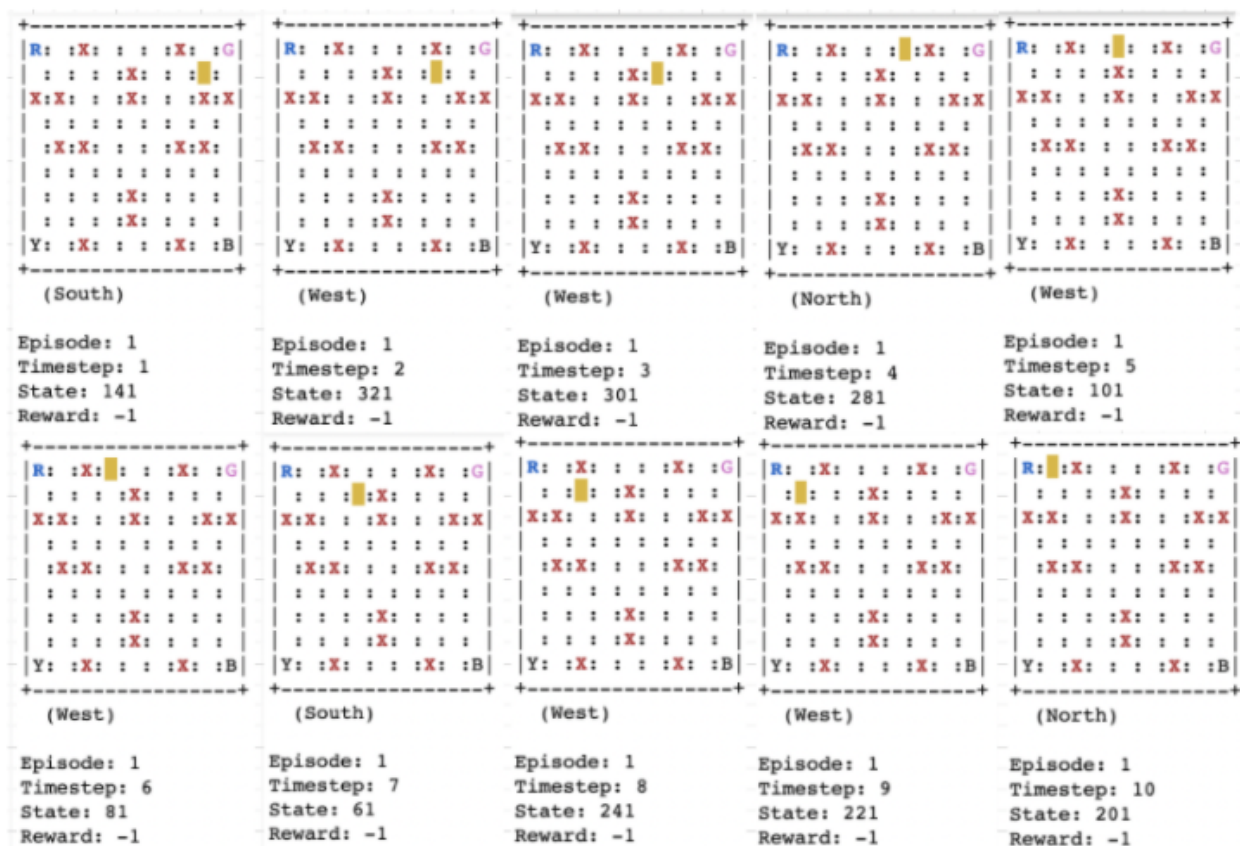 +-----------------+
|R: :X: : : :X: :G|
| : : : :X: : : : |
|X:X: : :X: : :X:X|
| : : : : : : : : |
| :X:X: : : :X:X: |
| : : : : : : : : |
| : : : :X: : : : |
| : : : :X: : : : |
|Y: :X: : : :X: :B|
+-----------------+
(South)
Episode: 1
Timestep: 1
State: 141
Reward: -1
+-----------------+
|R: :X: : : :X: :G|
| : : : :X: : : : |
|X:X: : :X: : :X:X|
| : : : : : : : : |
| :X:X: : : :X:X: |
| : : : : : : : : |
| : : : :X: : : : |
| : : : :X: : : : |
|Y: :X: : : :X: :B|
+-----------------+
(West)
Episode: 1
Timestep: 2
State: 321
Reward: -1
+-----------------+
|R: :X: : : :X: :G|
| : : : :X: : : : |
|X:X: : :X: : :X:X|
| : : : : : : : : |
| :X:X: : : :X:X: |
| : : : : : : : : |
| : : : :X: : : : |
| : : : :X: : : : |
|Y: :X: : : :X: :B|
+-----------------+
(West)
Episode: 1
Timestep: 3
State: 301
Reward: -1
+-----------------+
|R: :X: : : :X: :G|
| : : : :X: : : : |
|X:X: : :X: : :X:X|
| : : : : : : : : |
| :X:X: : : :X:X: |
| : : : : : : : : |
| : : : :X: : : : |
| : : : :X: : : : |
|Y: :X: : : :X: :B|
+-----------------+
(North)
Episode: 1
Timestep: 4
State: 281
Reward: -1
+-----------------+
|R: :X: : : :X: :G|
| : : : :X: : : : |
|X:X: : :X: : :X:X|
| : : : : : : : : |
| :X:X: : : :X:X: |
| : : : : : : : : |
| : : : :X: : : : |
| : : : :X: : : : |
|Y: :X: : : :X: :B|
+-----------------+
(West)
Episode: 1
Timestep: 5
State: 101
Reward: -1
+-----------------+
|R: :X: : : :X: :G|
| : : : :X: : : : |
|X:X: : :X: : :X:X|
| : : : : : : : : |
| :X:X: : : :X:X: |
| : : : : : : : : |
| : : : :X: : : : |
| : : : :X: : : : |
|Y: :X: : : :X: :B|
+-----------------+
(West)
Episode: 1
Timestep: 6
State: 81
Reward: -1
+-----------------+
|R: :X: : : :X: :G|
| : : : :X: : : : |
|X:X: : :X: : :X:X|
| : : : : : : : : |
| :X:X: : : :X:X: |
| : : : : : : : : |
| : : : :X: : : : |
| : : : :X: : : : |
|Y: :X: : : :X: :B|
+-----------------+
(South)
Episode: 1
Timestep: 7
State: 61
Reward: -1
+-----------------+
|R: :X: : : :X: :G|
| : : : :X: : : : |
|X:X: : :X: : :X:X|
| : : : : : : : : |
| :X:X: : : :X:X: |
| : : : : : : : : |
| : : : :X: : : : |
| : : : :X: : : : |
|Y: :X: : : :X: :B|
+-----------------+
(West)
Episode: 1
Timestep: 8
State: 241
Reward: -1
+-----------------+
|R: :X: : : :X: :G|
| : : : :X: : : : |
|X:X: : :X: : :X:X|
| : : : : : : : : |
| :X:X: : : :X:X: |
| : : : : : : : : |
| : : : :X: : : : |
| : : : :X: : : : |
|Y: :X: : : :X: :B|
+-----------------+
(West)
Episode: 1
Timestep: 9
State: 221
Reward: -1
+-----------------+
|R: :X: : : :X: :G|
| : : : :X: : : : |
|X:X: : :X: : :X:X|
| : : : : : : : : |
| :X:X: : : :X:X: |
| : : : : : : : : |
| : : : :X: : : : |
| : : : :X: : : : |
|Y: :X: : : :X: :B|
+-----------------+
(North)
Episode: 1
Timestep: 10
State: 201
Reward: -1